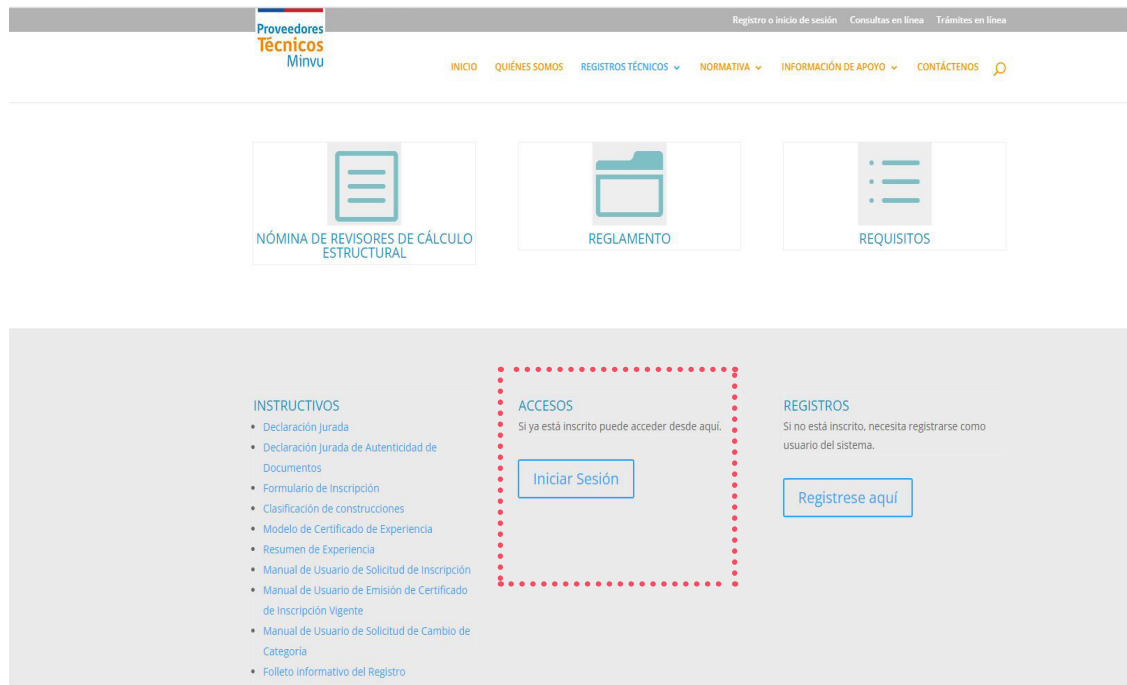 Proveedores
Técnicos
Minvu
Registro o inicio de sesión Consultas en línea Trámites en línea
INICIO QUIÉNES SOMOS REGISTROS TÉCNICOS NORMATIVA INFORMACIÓN DE APOYO CONTÁCTENOS
NÓMINA DE REVISORES DE CÁLCULO
ESTRUCTURAL
REGLAMENTO
REQUISITOS
INSTRUCTIVOS
• Declaración Jurada
• Declaración Jurada de Autenticidad de
Documentos
• Formulario de Inscripción
• Clasificación de construcciones
• Modelo de Certificado de Experiencia
• Resumen de Experiencia
• Manual de Usuario de Solicitud de Inscripción
• Manual de Usuario de Emisión de Certificado
de Inscripción Vigente
• Manual de Usuario de Solicitud de Cambio de
Categoría
• Folleto informativo del Registro
ACCESOS
Si ya está inscrito puede acceder desde aquí.
Iniciar Sesión
REGISTROS
Si no está inscrito, necesita registrarse como
usuario del sistema.
Registrese aquí